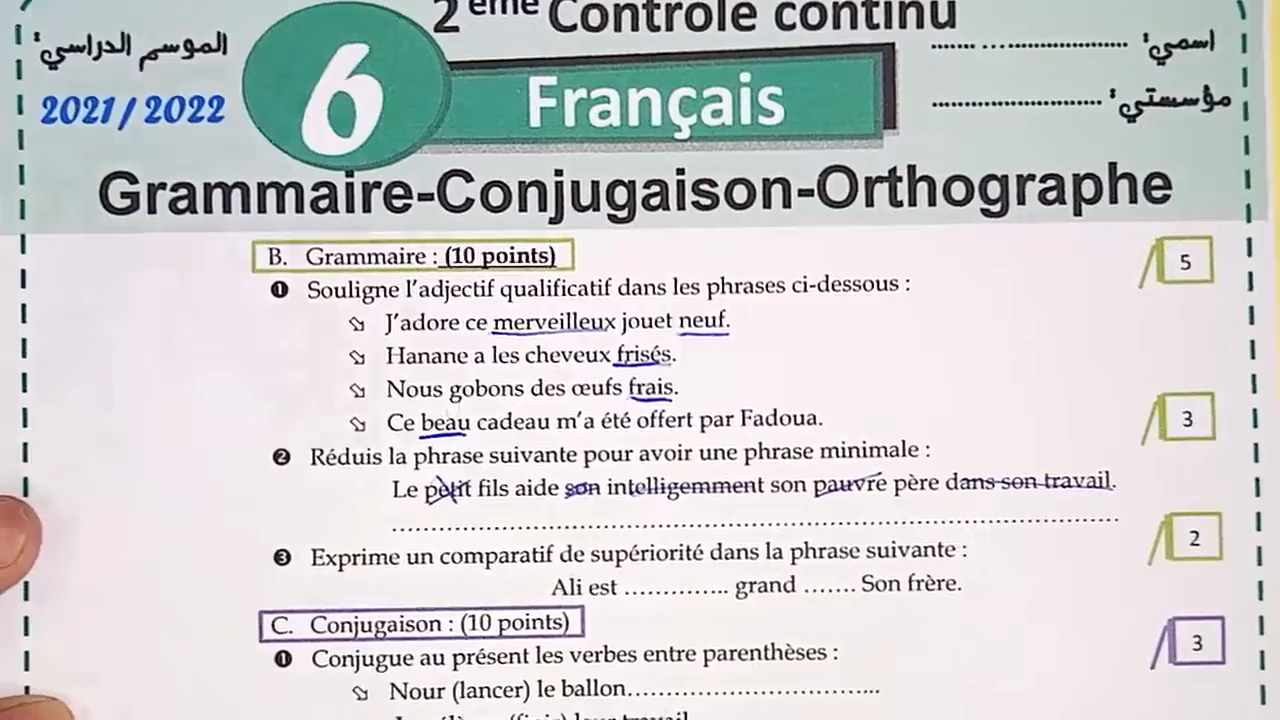 2ème Contrôle continu
الموسم الدراسي:
اسمي: ..................................
6
Français
2021/2022
مؤسستي: ..............................
Grammaire-Conjugaison-Orthographe
B. Grammaire : (10 points)
5
❶ Souligne l’adjectif qualificatif dans les phrases ci-dessous :
J’adore ce merveilleux jouet neuf.
Hanane a les cheveux frisés.
Nous gobons des œufs frais.
Ce beau cadeau m’a été offert par Fadoua.
3
❷ Réduis la phrase suivante pour avoir une phrase minimale :
Le petit fils aide son intelligemment son pauvre père dans son travail.
..........................................................................................
2
❸ Exprime un comparatif de supériorité dans la phrase suivante :
Ali est ………….. grand ……. Son frère.
C. Conjugaison : (10 points)
3
❶ Conjugue au présent les verbes entre parenthèses :
Nour (lancer) le ballon…………………………...